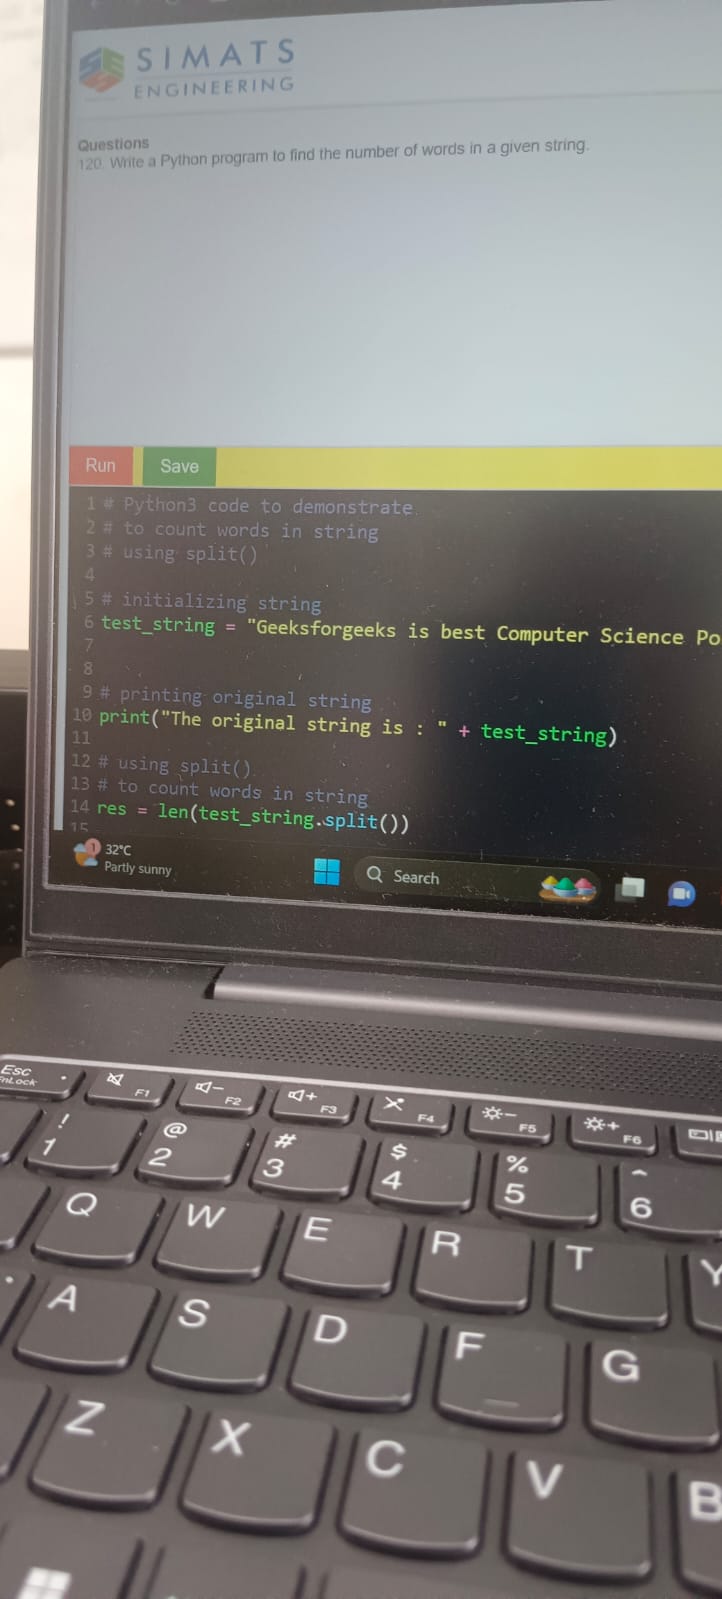 SIMATS
ENGINEERING
Questions
120. Write a Python program to find the number of words in a given string.
Run Save
1 # Python3 code to demonstrate
2 # to count words in string
3 # using split()
4
5 # initializing string
6 test_string = "Geeksforgeeks is best Computer Science Po
7
8
9 # printing original string
10 print("The original string is : " + test_string)
11
12 # using split()
13 # to count words in string
14 res = len(test_string.split())
15
1 32°C
Partly sunny
Search
Esc F1 F2 F3 F4 F5 F6
FnLock
! @ # $ % ^
1 2 3 4 5 6
Q W E R T Y
A S D F G
Z X C V B